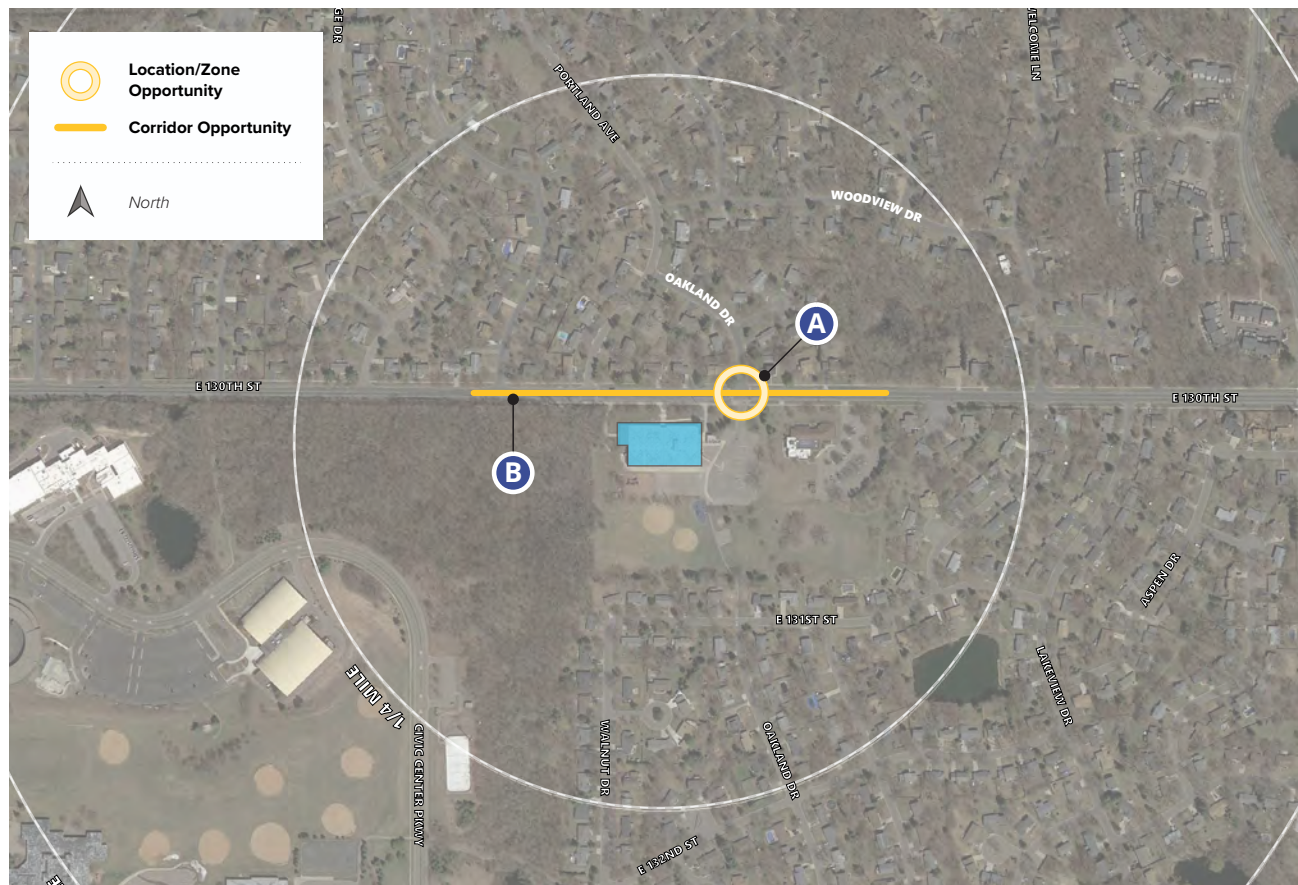 Location/Zone
Opportunity
Corridor Opportunity
North
PORTLAND AVE
WOODVIEW DR
OAKLAND DR
A
E 130TH ST
E 130TH ST
B
ASPEN DR
E 131ST ST
LAKEVIEW DR
1/4 MILE
CIVIC CENTER PKWY
WALNUT DR
OAKLAND DR
E 132ND ST